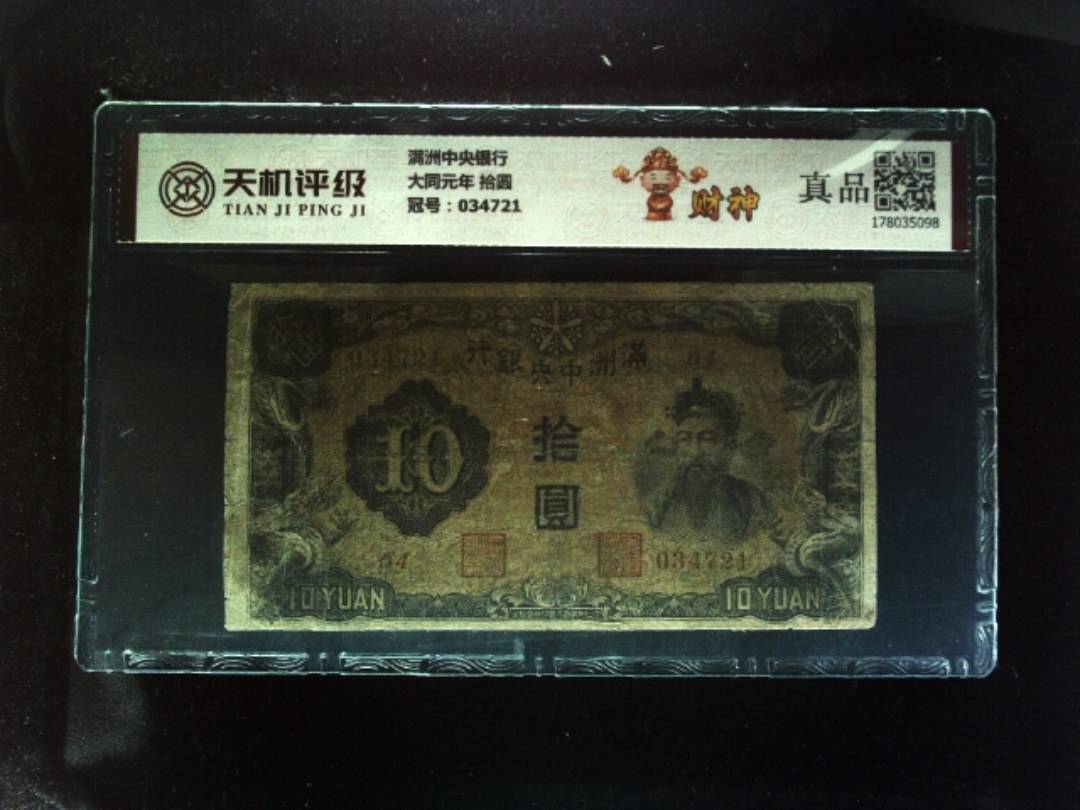 天机评级
TIAN JI PING JI
满洲中央银行
大同元年 拾圆
冠号：034721
财神
真品
178035098
034721
行銀央中洲滿
10
拾
圓
64
034721
10 YUAN
10 YUAN